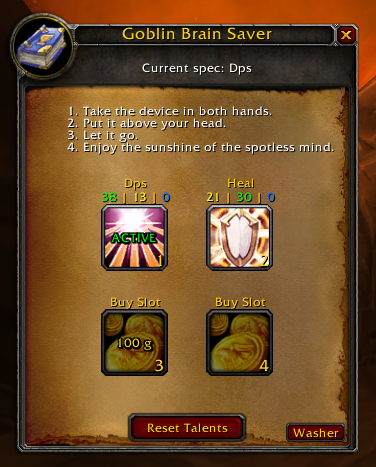 Goblin Brain Saver
Current spec: Dps
1. Take the device in both hands.
2. Put it above your head.
3. Let it go.
4. Enjoy the sunshine of the spotless mind.
Dps Heal
38 | 13 | 0 21 | 30 | 0
ACTIVE
1 2
Buy Slot Buy Slot
100 g
3 4
Reset Talents
Washer